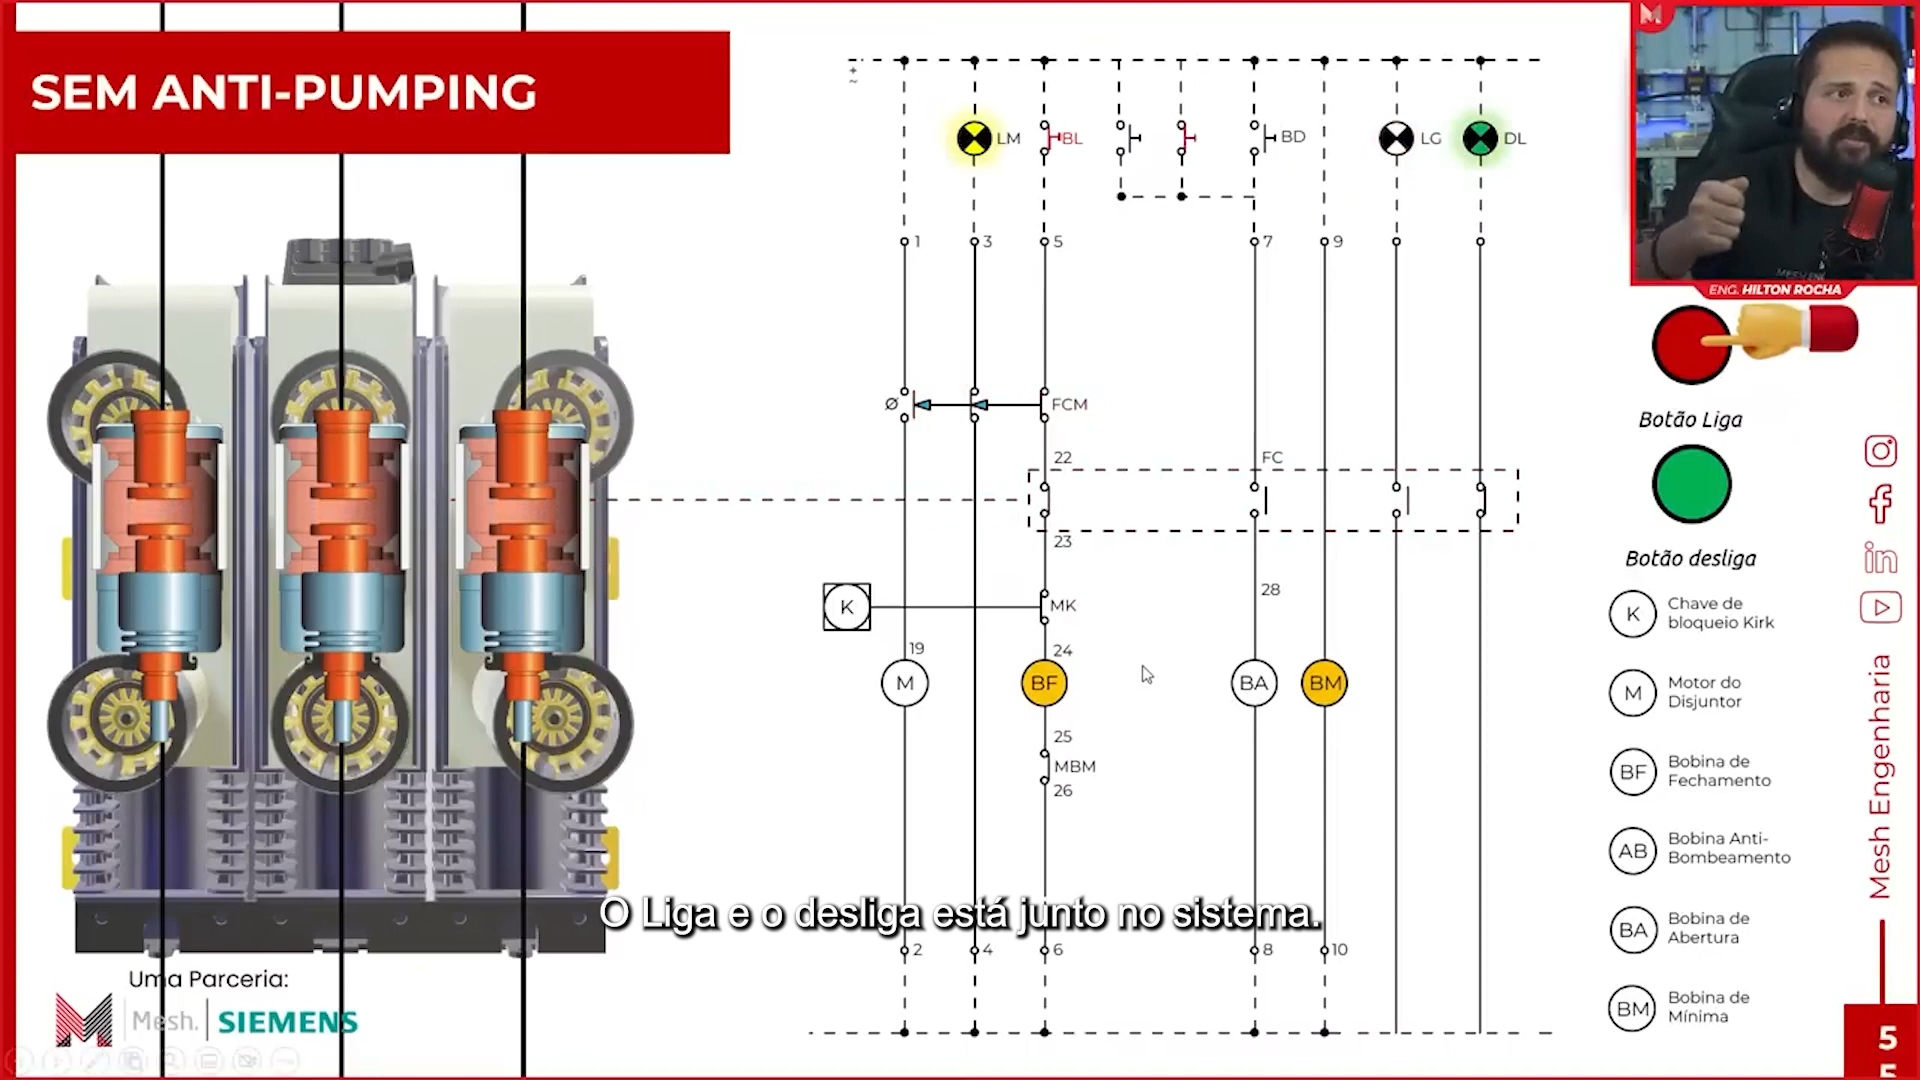 SEM ANTI-PUMPING
+
~
LM
BL
BD
LG
DL
1
3
5
7
9
ENG. HILTON ROCHA
Ø
FCM
Botão Liga
22
FC
23
Botão desliga
28
K
MK
19
24
M
BF
BA
BM
25
MBM
26
K
Chave de
bloqueio Kirk
M
Motor do
Disjuntor
BF
Bobina de
Fechamento
AB
Bobina Anti-
Bombeamento
BA
Bobina de
Abertura
BM
Bobina de
Mínima
Mesh Engenharia
O Liga e o desliga está junto no sistema.
2
4
6
8
10
Uma Parceria:
Mesh.
SIEMENS
5